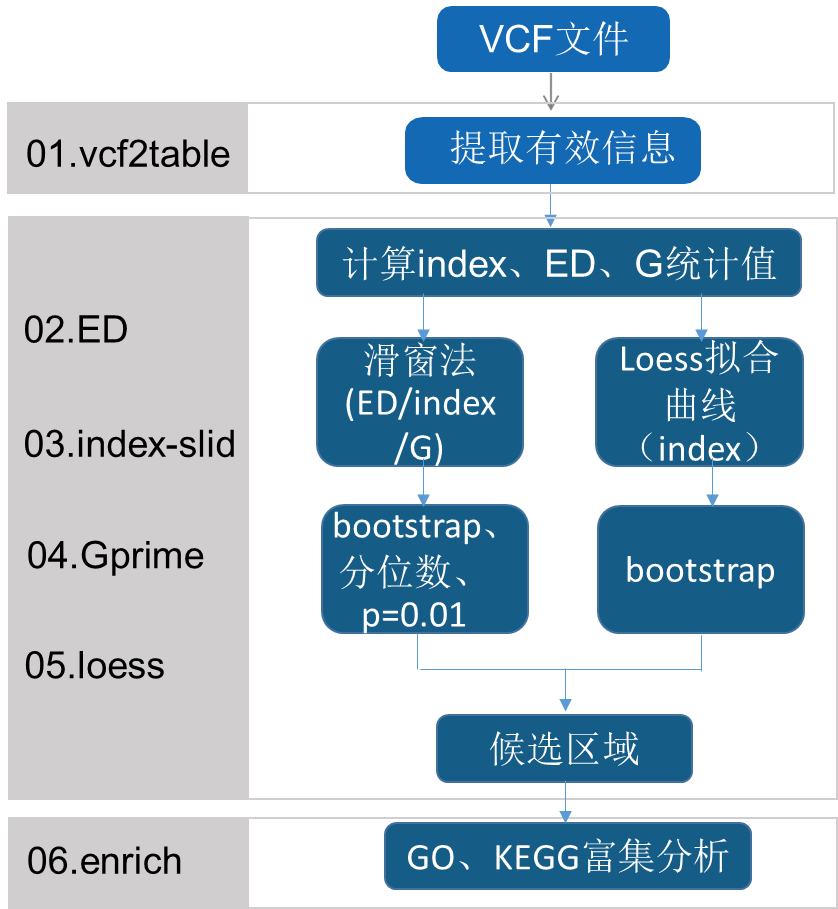 VCF文件
01.vcf2table
提取有效信息
计算index、ED、G统计值
02.ED
03.index-slid
04.Gprime
05.loess
滑窗法
(ED/index
/G)
Loess拟合
曲线
（index）
bootstrap、
分位数、
p=0.01
bootstrap
候选区域
06.enrich
GO、KEGG富集分析